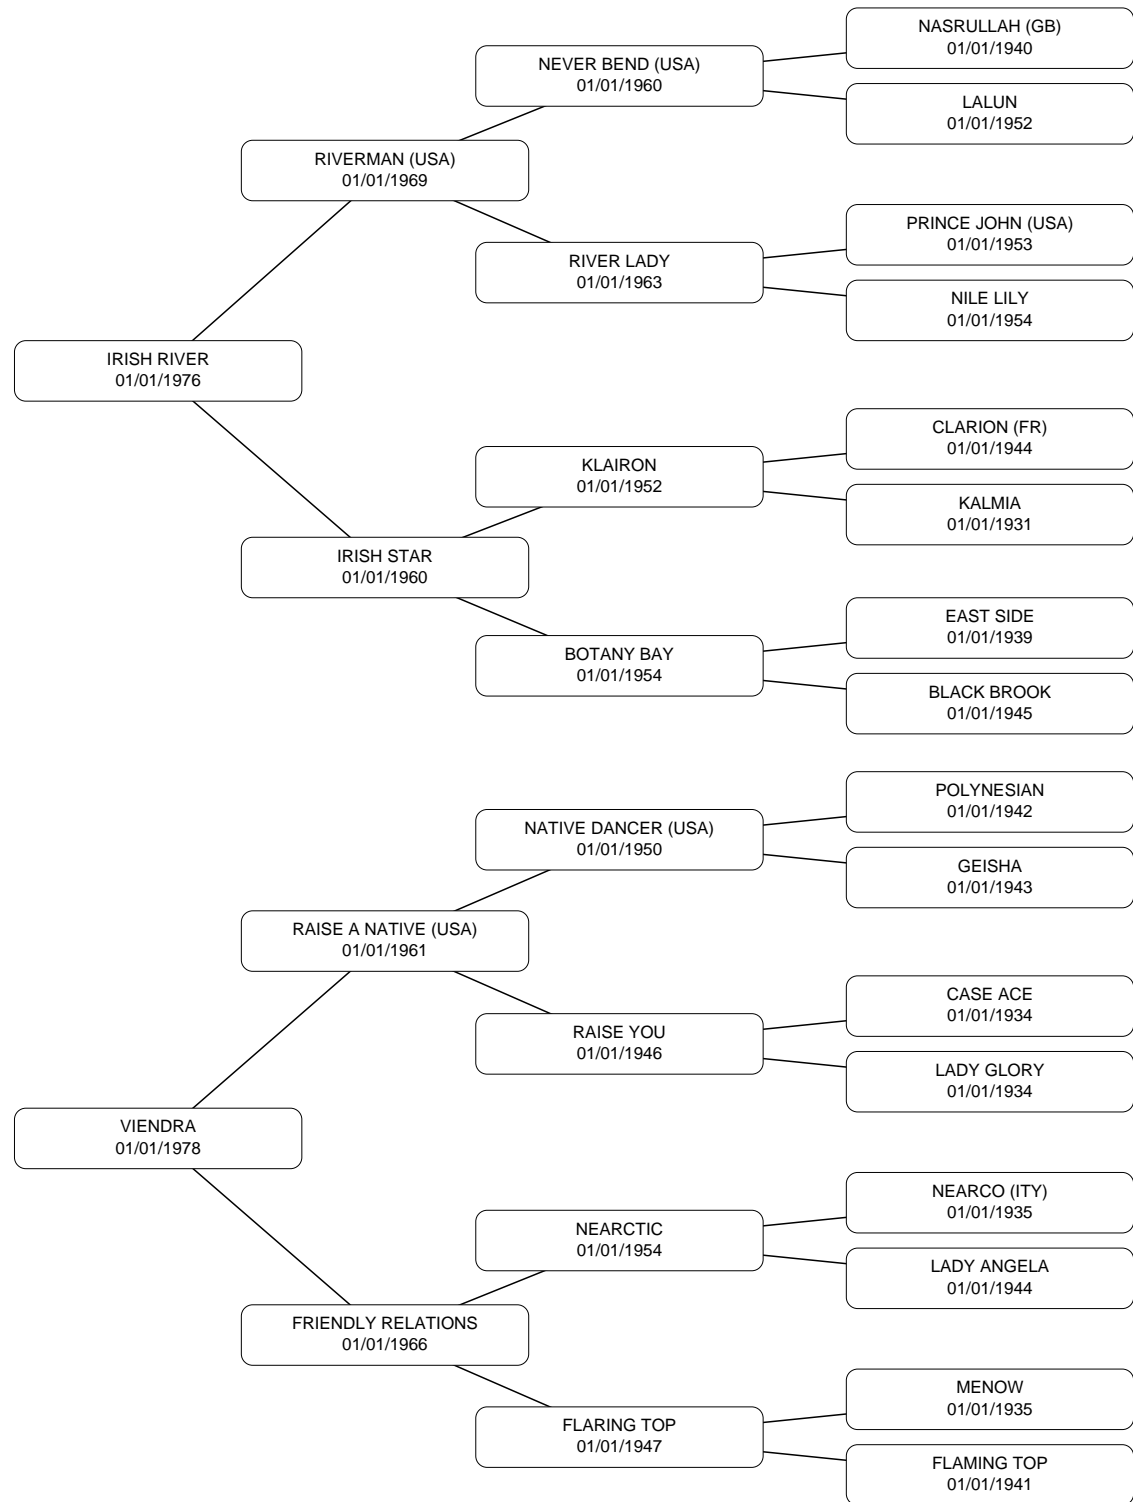 NASRULLAH (GB)
01/01/1940
NEVER BEND (USA)
01/01/1960
LALUN
01/01/1952
RIVERMAN (USA)
01/01/1969
PRINCE JOHN (USA)
01/01/1953
RIVER LADY
01/01/1963
NILE LILY
01/01/1954
IRISH RIVER
01/01/1976
CLARION (FR)
01/01/1944
KLAIRON
01/01/1952
KALMIA
01/01/1931
IRISH STAR
01/01/1960
EAST SIDE
01/01/1939
BOTANY BAY
01/01/1954
BLACK BROOK
01/01/1945
POLYNESIAN
01/01/1942
NATIVE DANCER (USA)
01/01/1950
GEISHA
01/01/1943
RAISE A NATIVE (USA)
01/01/1961
CASE ACE
01/01/1934
RAISE YOU
01/01/1946
LADY GLORY
01/01/1934
VIENDRA
01/01/1978
NEARCO (ITY)
01/01/1935
NEARCTIC
01/01/1954
LADY ANGELA
01/01/1944
FRIENDLY RELATIONS
01/01/1966
MENOW
01/01/1935
FLARING TOP
01/01/1947
FLAMING TOP
01/01/1941